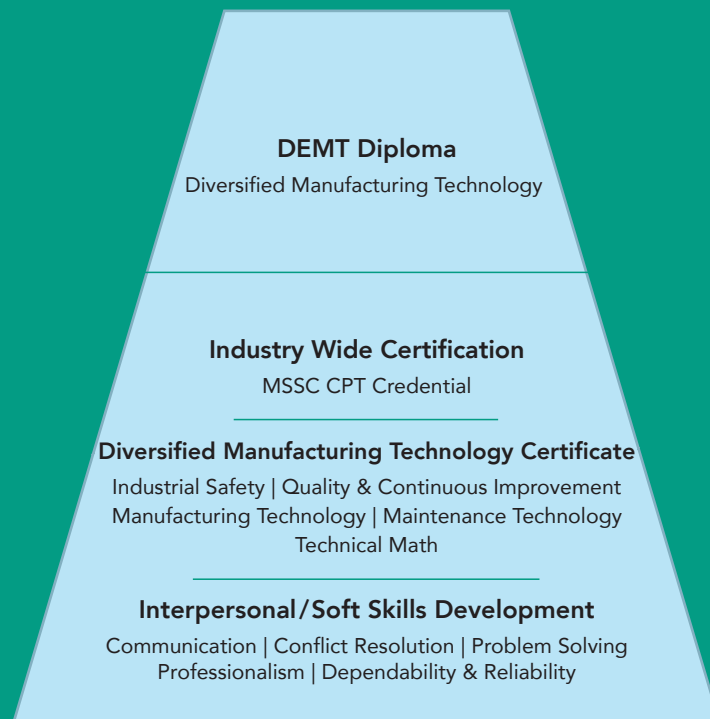 DEMT Diploma
Diversified Manufacturing Technology
Industry Wide Certification
MSSC CPT Credential
Diversified Manufacturing Technology Certificate
Industrial Safety | Quality & Continuous Improvement
Manufacturing Technology | Maintenance Technology
Technical Math
Interpersonal/Soft Skills Development
Communication | Conflict Resolution | Problem Solving
Professionalism | Dependability & Reliability